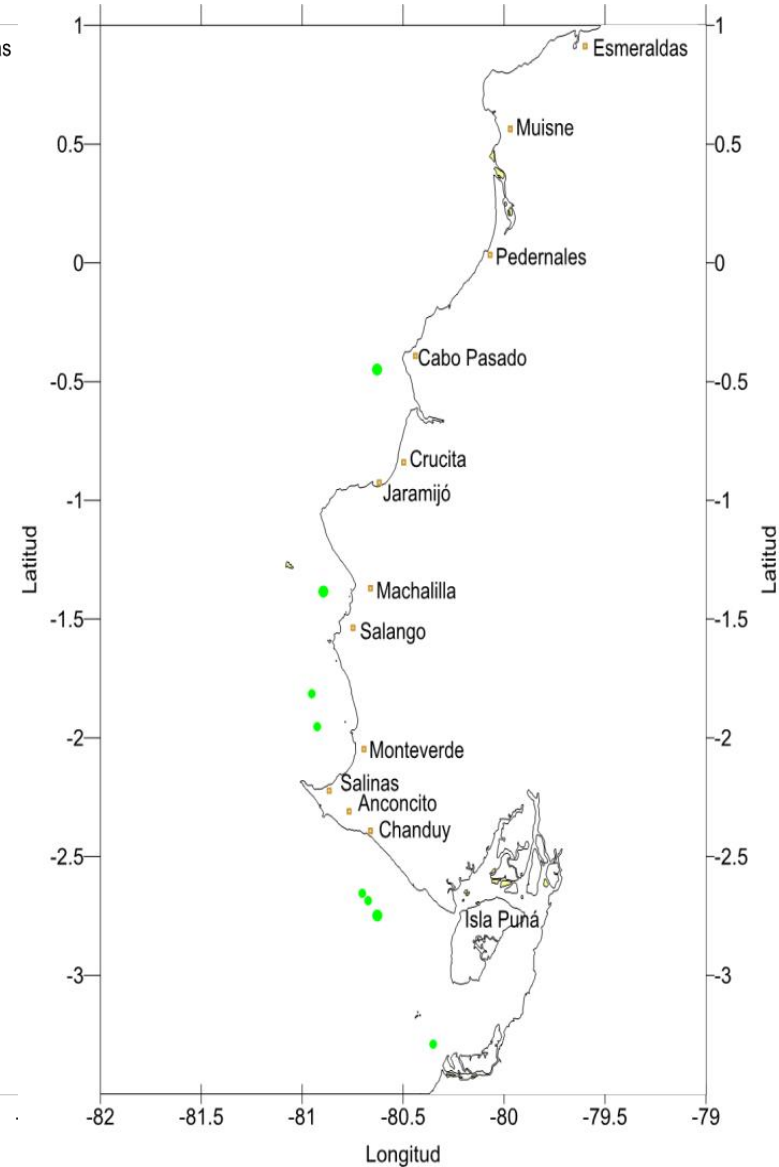 as
1
1
Esmeraldas
Muisne
0.5
0.5
Pedernales
0
0
Cabo Pasado
-0.5
-0.5
Crucita
Jaramijó
-1
-1
Latitud
Latitud
Machalilla
-1.5
-1.5
Salango
-2
-2
Monteverde
Salinas
Anconcito
Chanduy
-2.5
-2.5
Isla Puná
-3
-3
-82
-81.5
-81
-80.5
-80
-79.5
-79
Longitud